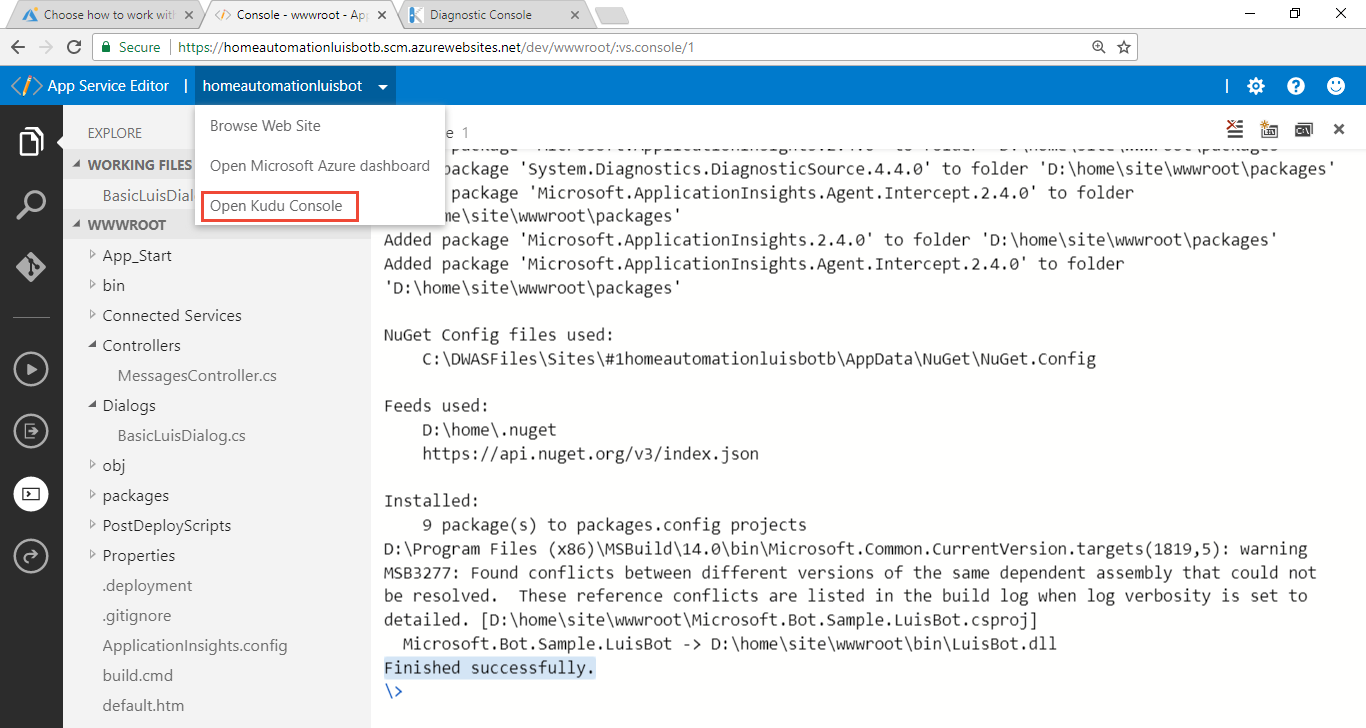 Choose how to work wit
Console - wwwroot - Ap
Diagnostic Console
Secure
https://homeautomationluisbotb.scm.azurewebsites.net/dev/wwwroot/:vs.console/1
App Service Editor | homeautomationluisbot
Browse Web Site
Open Microsoft Azure dashboard
Open Kudu Console
EXPLORE
WORKING FILES
BasicLuisDial
WWWROOT
App_Start
bin
Connected Services
Controllers
MessagesController.cs
Dialogs
BasicLuisDialog.cs
obj
packages
PostDeployScripts
Properties
.deployment
.gitignore
ApplicationInsights.config
build.cmd
default.htm
e 1
package 'System.Diagnostics.DiagnosticSource.4.4.0' to folder 'D:\home\site\wwwroot\packages'
package 'Microsoft.ApplicationInsights.Agent.Intercept.2.4.0' to folder
me\site\wwwroot\packages'
Added package 'Microsoft.ApplicationInsights.2.4.0' to folder 'D:\home\site\wwwroot\packages'
Added package 'Microsoft.ApplicationInsights.Agent.Intercept.2.4.0' to folder
'D:\home\site\wwwroot\packages'
NuGet Config files used:
C:\DWASFiles\Sites\#1homeautomationluisbotb\AppData\NuGet\NuGet.Config
Feeds used:
D:\home\.nuget
https://api.nuget.org/v3/index.json
Installed:
9 package(s) to packages.config projects
D:\Program Files (x86)\MSBuild\14.0\bin\Microsoft.Common.CurrentVersion.targets(1819,5): warning
MSB3277: Found conflicts between different versions of the same dependent assembly that could not
be resolved.  These reference conflicts are listed in the build log when log verbosity is set to
detailed. [D:\home\site\wwwroot\Microsoft.Bot.Sample.LuisBot.csproj]
Microsoft.Bot.Sample.LuisBot -> D:\home\site\wwwroot\bin\LuisBot.dll
Finished successfully.
\>